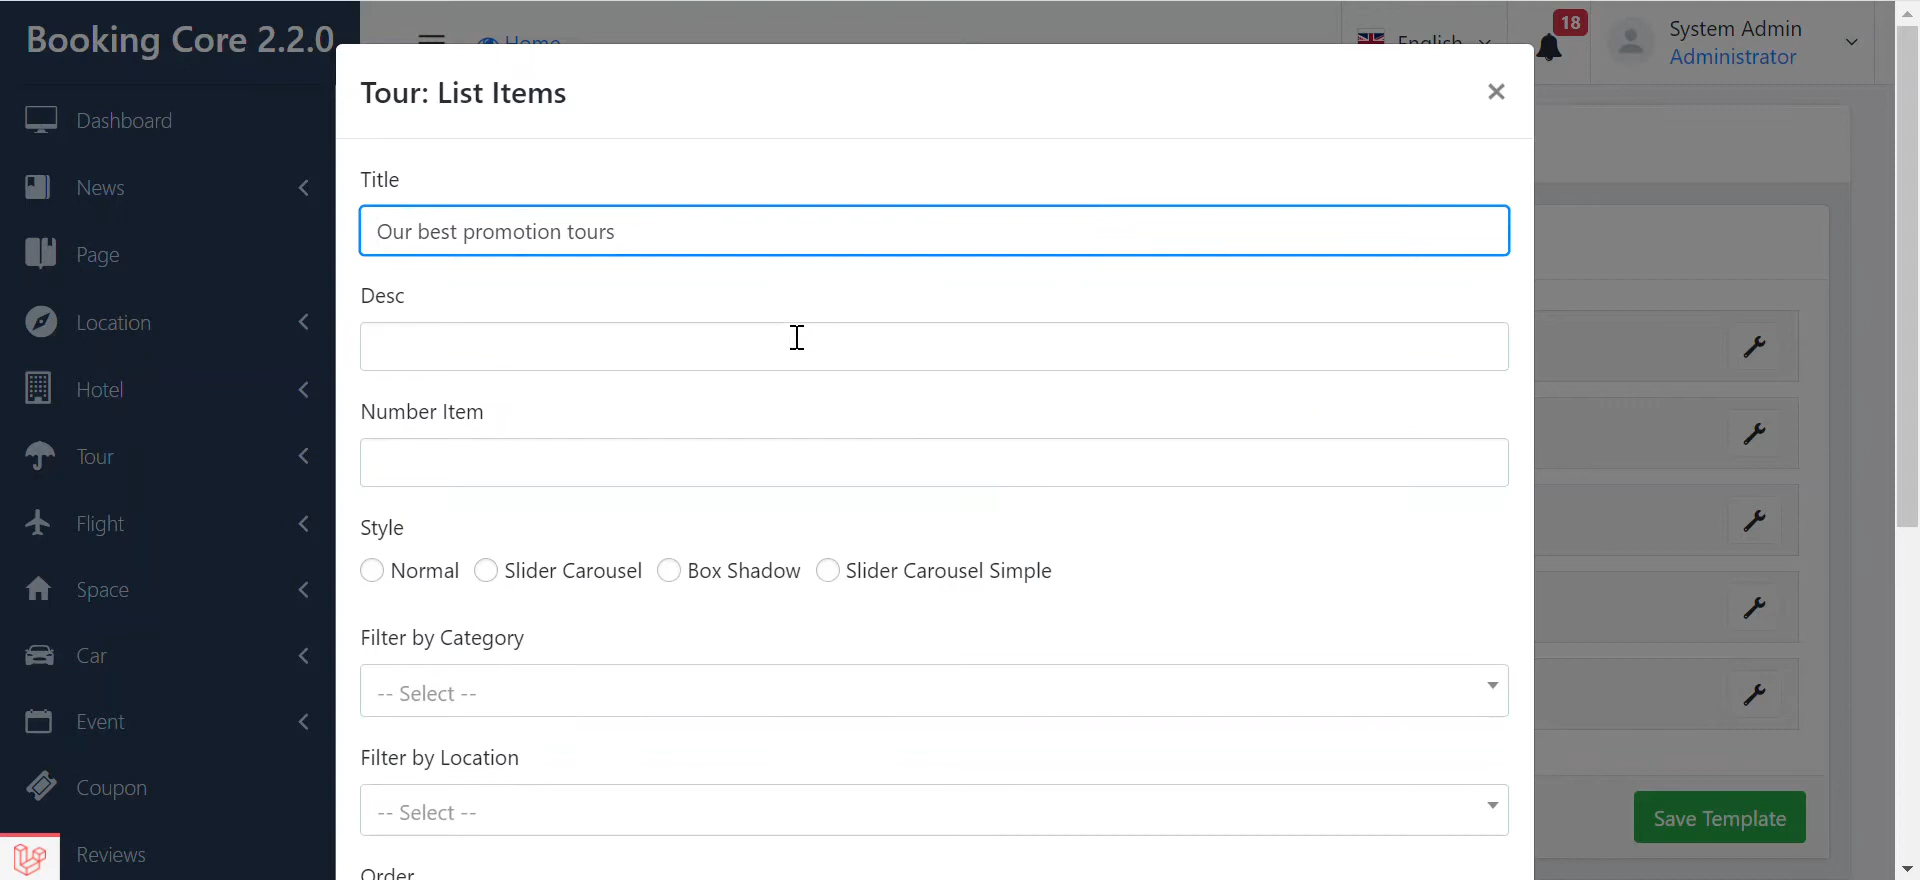 Booking Core 2.2.0
Home
English
18
System Admin
Administrator
Dashboard
News
Page
Location
Hotel
Tour
Flight
Space
Car
Event
Coupon
Reviews
Tour: List Items
×
Title
Our best promotion tours
Desc
Number Item
Style
Normal
Slider Carousel
Box Shadow
Slider Carousel Simple
Filter by Category
-- Select --
Filter by Location
-- Select --
Order
Save Template